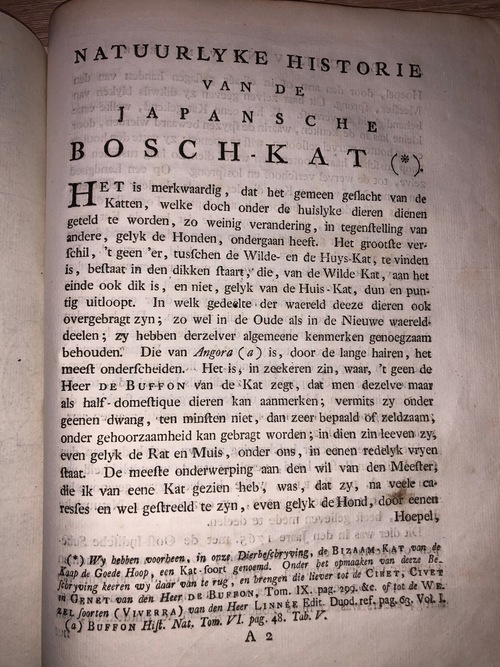 NATUURLYKE HISTORIE
VAN DE
JAPANSCHE
BOSCH-KAT (*).
HET is merkwaardig, dat het gemeen geslacht van de
Katten, welke doch onder de huislyke dieren dienen
geteld te worden, zo weinig verandering, in tegenstelling van
andere, gelyk de Honden, ondergaan heeft. Het grootste ver-
schil, 't geen 'er, tusschen de Wilde- en de Huys-Kat, te vinden
is, bestaat in den dikken staart, die, van de Wilde Kat, aan het
einde ook dik is, en niet, gelyk van de Huis-Kat, dun en pun-
tig uitloopt. In welk gedeelte der waereld deeze dieren ook
overgebragt zyn; zo wel in de Oude als in de Nieuwe waereld-
deelen; zy hebben derzelver algemeene kenmerken genoegzaam
behouden. Die van Angora (a) is, door de lange hairen, het
meest onderscheiden. Het is, in zeekeren zin, waar, 't geen de
Heer DE BUFFON van de Kat zegt, dat men dezelve maar
als half-domestique dieren kan aanmerken; vermits zy onder
geenen dwang, ten minsten niet, dan zeer bepaald of zeldzaam,
onder gehoorzaamheid kan gebragt worden; in dien zin leeven zy,
even gelyk de Rat en Muis, onder ons, in eenen redelyk vryen
staat. De meeste onderwerping aan den wil van den Meester,
die ik van eene Kat gezien heb, was, dat zy, na veele ca-
resses en wel gestreeld te zyn, even gelyk de Hond, door eenen
Hoepel,
(*) Wy hebben voorheen, in onze Dierbeschryving, de BIZAAM-KAT van de
Kaap de Goede Hoop, een Kat-soort genoemd. Onder het opmaaken van deeze Be-
schryving keeren wy daar van te rug, en brengen die liever tot de CIVET, CIVET
en GENET van den Heer DE BUFFON, Tom. IX. pag. 299. &c. of tot de WE-
ZEL soorten (VIVERRA) van den Heer LINNÉE Edit. Duod. ref. pag. 63. Vol. I.
(a) BUFFON Hist. Nat. Tom. VI. pag. 48. Tab. V.
A 2